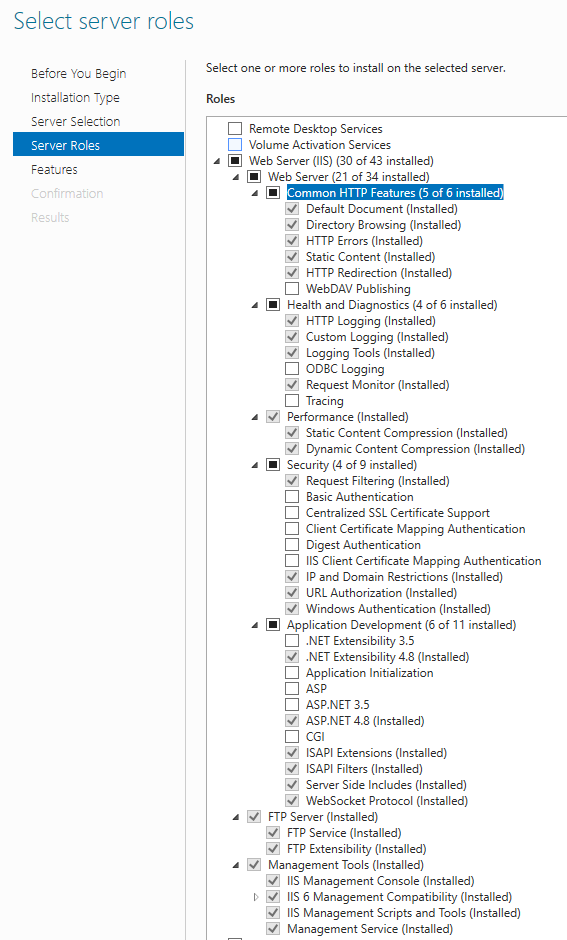 Select server roles
Before You Begin
Installation Type
Server Selection
Server Roles
Features
Confirmation
Results
Select one or more roles to install on the selected server.
Roles
Remote Desktop Services
Volume Activation Services
Web Server (IIS) (30 of 43 installed)
Web Server (21 of 34 installed)
Common HTTP Features (5 of 6 installed)
Default Document (Installed)
Directory Browsing (Installed)
HTTP Errors (Installed)
Static Content (Installed)
HTTP Redirection (Installed)
WebDAV Publishing
Health and Diagnostics (4 of 6 installed)
HTTP Logging (Installed)
Custom Logging (Installed)
Logging Tools (Installed)
ODBC Logging
Request Monitor (Installed)
Tracing
Performance (Installed)
Static Content Compression (Installed)
Dynamic Content Compression (Installed)
Security (4 of 9 installed)
Request Filtering (Installed)
Basic Authentication
Centralized SSL Certificate Support
Client Certificate Mapping Authentication
Digest Authentication
IIS Client Certificate Mapping Authentication
IP and Domain Restrictions (Installed)
URL Authorization (Installed)
Windows Authentication (Installed)
Application Development (6 of 11 installed)
.NET Extensibility 3.5
.NET Extensibility 4.8 (Installed)
Application Initialization
ASP
ASP.NET 3.5
ASP.NET 4.8 (Installed)
CGI
ISAPI Extensions (Installed)
ISAPI Filters (Installed)
Server Side Includes (Installed)
WebSocket Protocol (Installed)
FTP Server (Installed)
FTP Service (Installed)
FTP Extensibility (Installed)
Management Tools (Installed)
IIS Management Console (Installed)
IIS 6 Management Compatibility (Installed)
IIS Management Scripts and Tools (Installed)
Management Service (Installed)